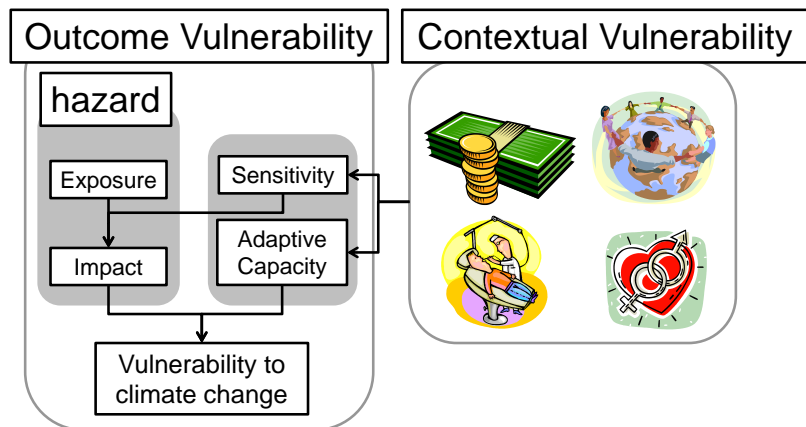 Outcome Vulnerability
Contextual Vulnerability
hazard
Exposure
Sensitivity
Impact
Adaptive
Capacity
Vulnerability to
climate change